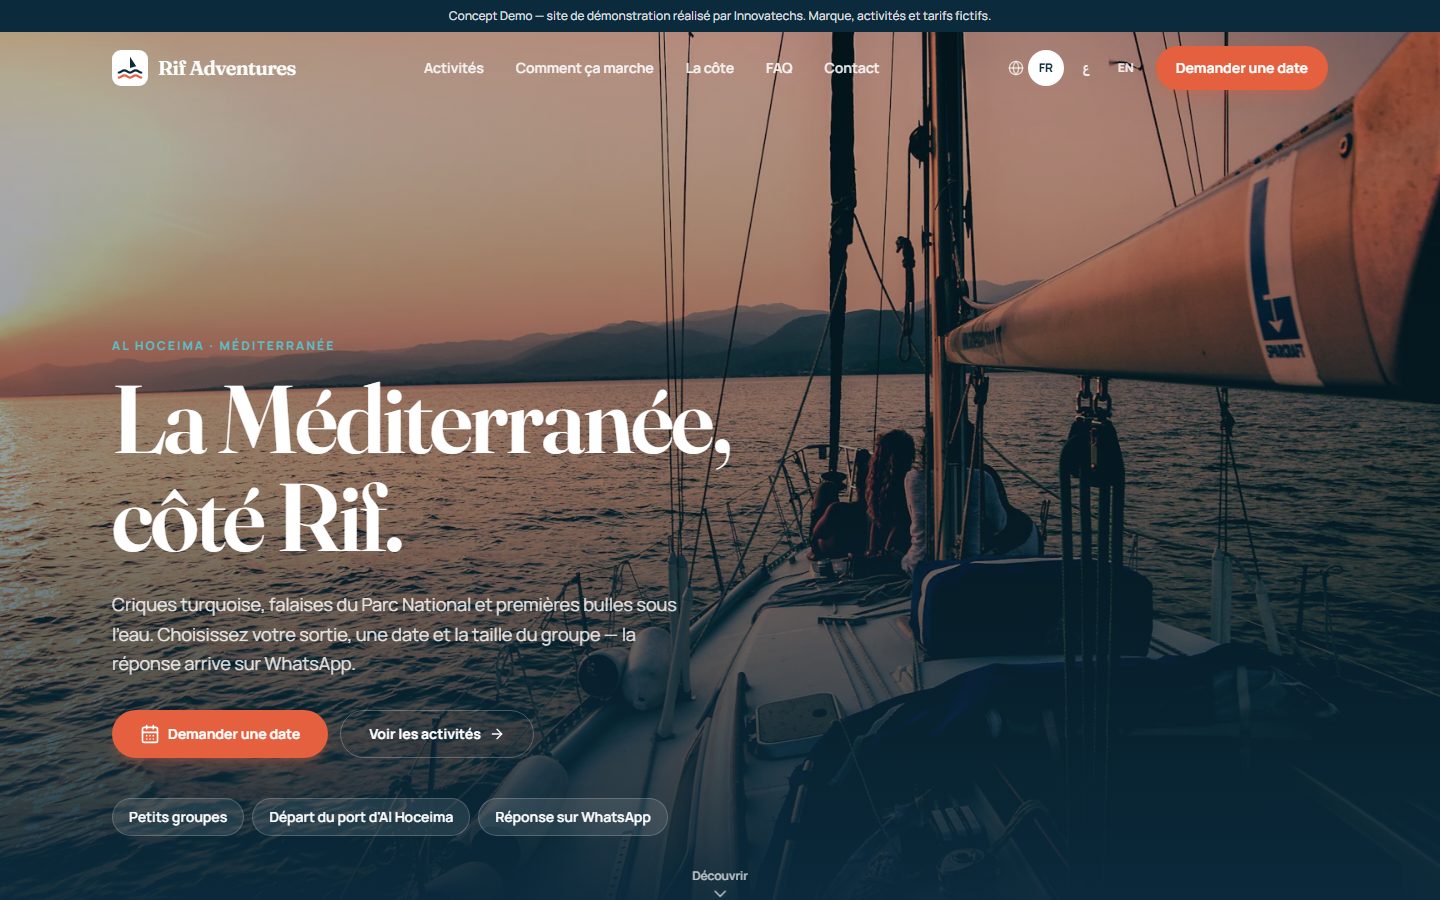 Concept Demo — site de démonstration réalisé par Innovatechs. Marque, activités et tarifs fictifs.
Rif Adventures
Activités
Comment ça marche
La côte
FAQ
Contact
FR
ع
EN
Demander une date
SPARCRAFT
AL HOCEIMA · MÉDITERRANÉE
La Méditerranée,
côté Rif.
Criques turquoise, falaises du Parc National et premières bulles sous
l'eau. Choisissez votre sortie, une date et la taille du groupe — la
réponse arrive sur WhatsApp.
Demander une date
Voir les activités
Petits groupes
Départ du port d'Al Hoceima
Réponse sur WhatsApp
Découvrir